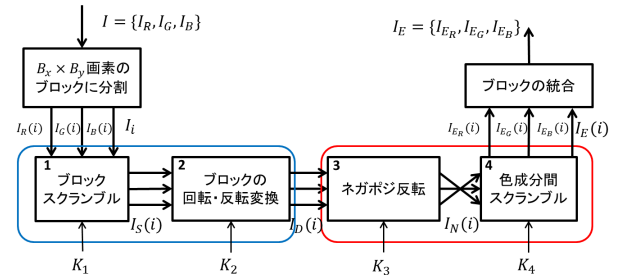 I = {I_R, I_G, I_B}
I_E = {I_{E_R}, I_{E_G}, I_{E_B}}
B_x × B_y 画素の
ブロックに分割
ブロックの統合
I_R(i) I_G(i) I_B(i) I_i
I_{E_R}(i) I_{E_G}(i) I_{E_B}(i) I_E(i)
1
ブロック
スクランブル
2
ブロックの
回転・反転変換
3
ネガポジ反転
4
色成分間
スクランブル
I_S(i)
I_D(i)
I_N(i)
K_1
K_2
K_3
K_4